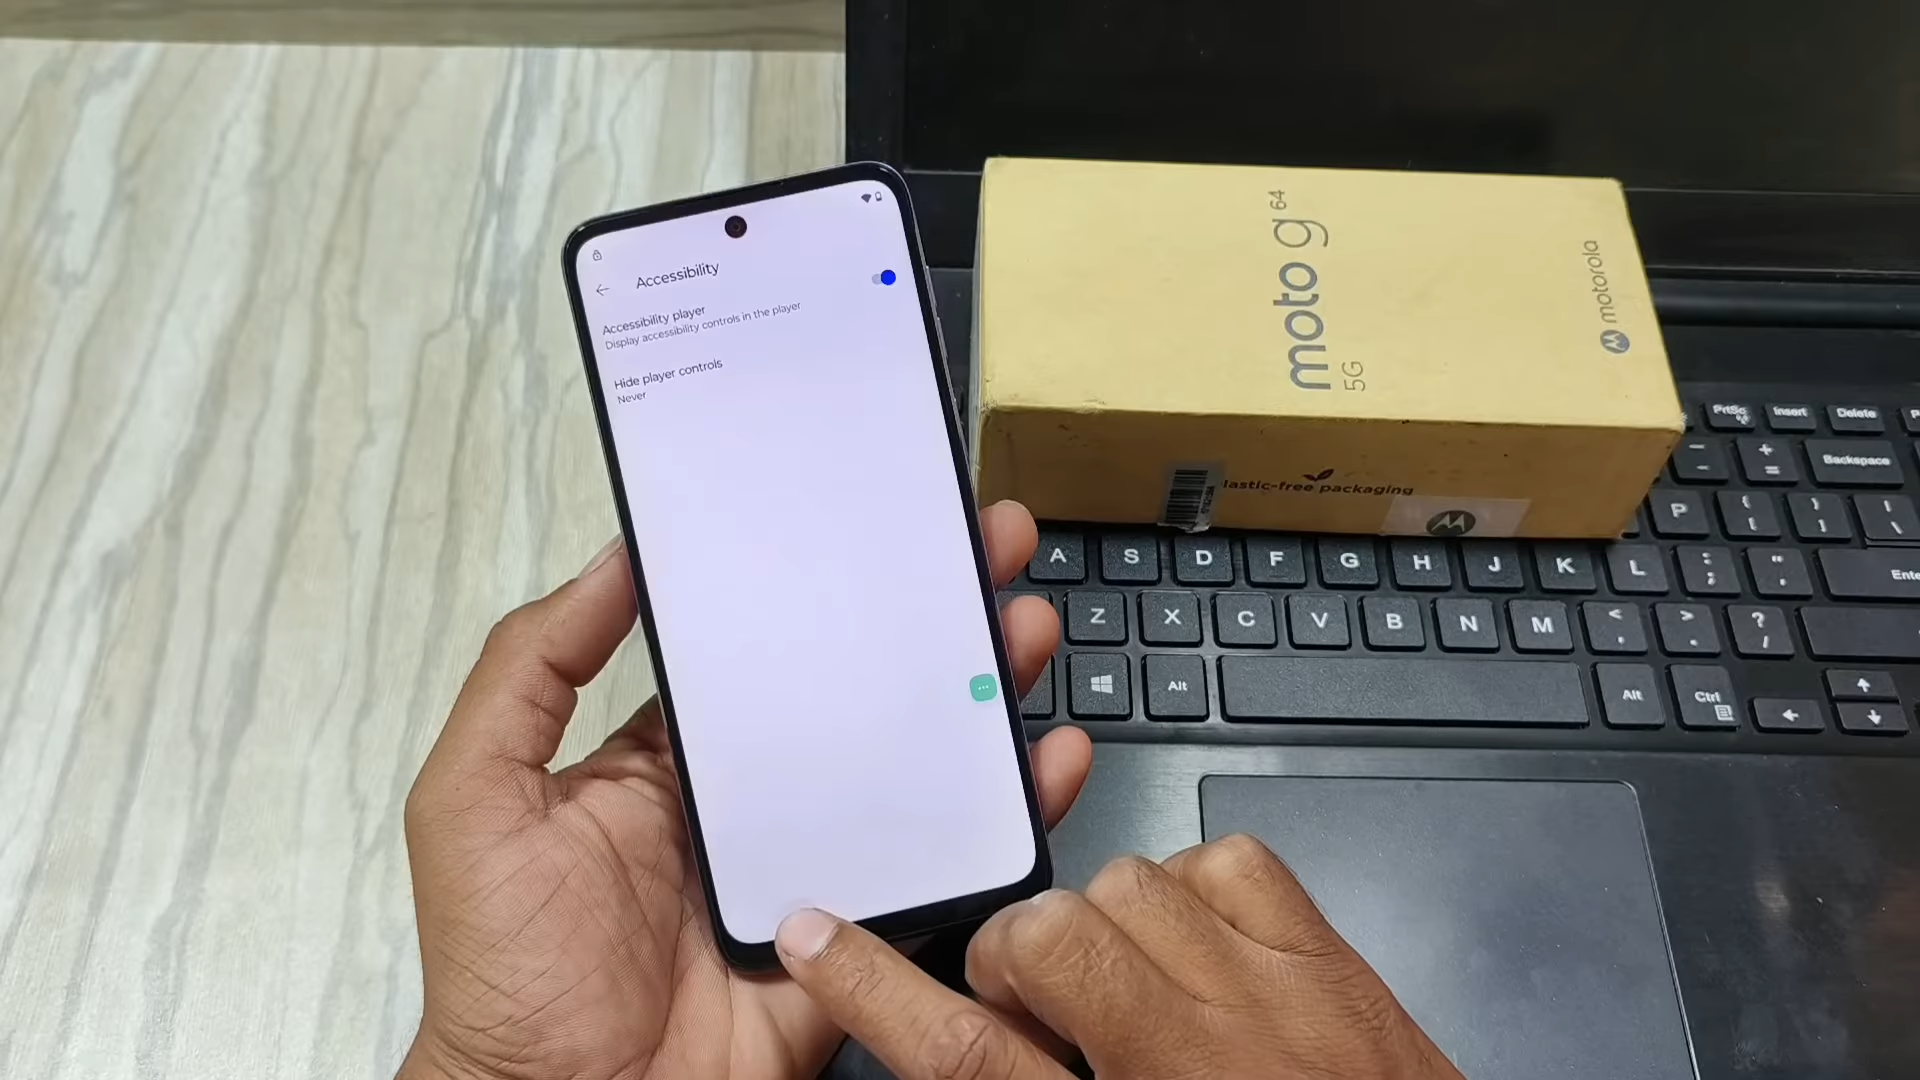 Accessibility
Accessibility player
Display accessibility controls in the player
Hide player controls
Never
moto g 64
5G
motorola
lastic-free packaging
PrtSc
Insert
Delete
+
=
Backspace
P
{
[
}
]
\
A
S
D
F
G
H
J
K
L
:
;
"
'
Ente
Z
X
C
V
B
N
M
<
,
>
.
?
/
Alt
Alt
Ctrl